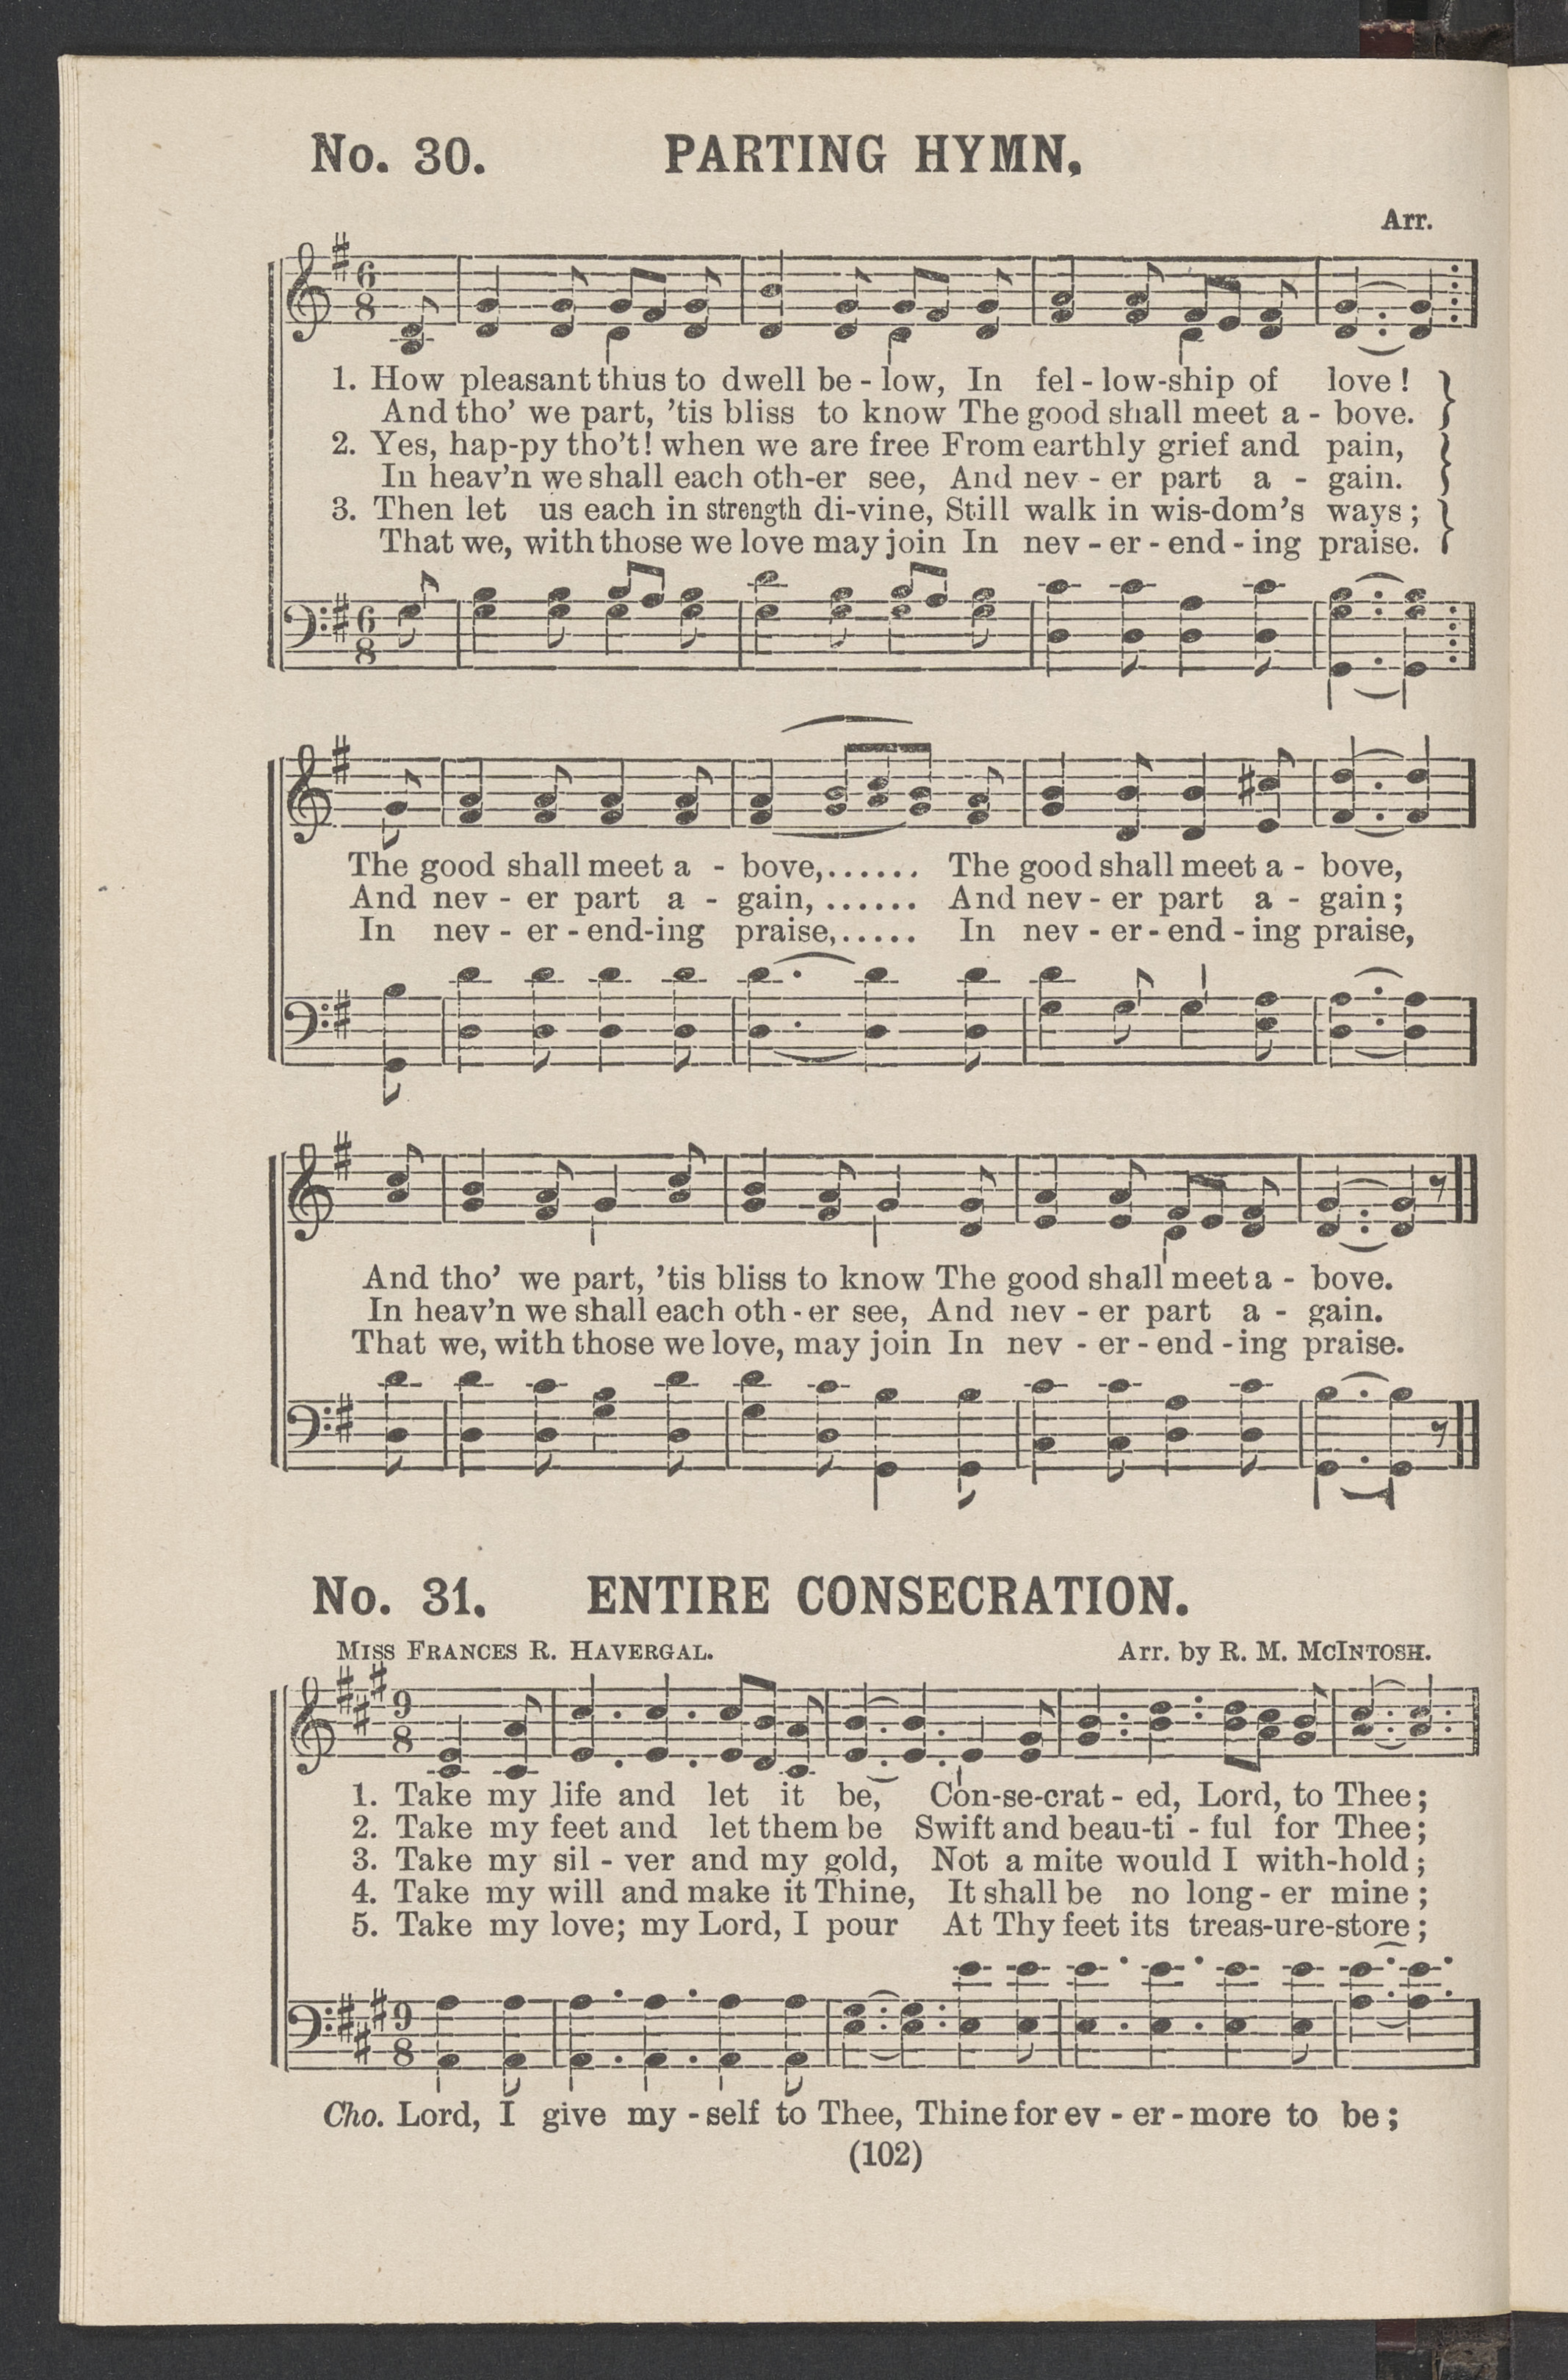 No. 30. PARTING HYMN.
Arr.
1. How pleasant thus to dwell be - low, In fel - low-ship of love!
And tho' we part, 'tis bliss to know The good shall meet a - bove.
2. Yes, hap-py tho't! when we are free From earthly grief and pain,
In heav'n we shall each oth-er see, And nev - er part a - gain.
3. Then let us each in strength di-vine, Still walk in wis-dom's ways;
That we, with those we love may join In nev - er - end - ing praise.
The good shall meet a - bove,...... The good shall meet a - bove,
And nev - er part a - gain, ...... And nev - er part a - gain;
In nev - er - end-ing praise,..... In nev - er - end - ing praise,
And tho' we part, 'tis bliss to know The good shall meet a - bove.
In heav'n we shall each oth - er see, And nev - er part a - gain.
That we, with those we love, may join In nev - er - end - ing praise.
No. 31. ENTIRE CONSECRATION.
MISS FRANCES R. HAVERGAL. Arr. by R. M. MCINTOSH.
1. Take my life and let it be, Con-se-crat - ed, Lord, to Thee;
2. Take my feet and let them be Swift and beau-ti - ful for Thee;
3. Take my sil - ver and my gold, Not a mite would I with-hold;
4. Take my will and make it Thine, It shall be no long - er mine;
5. Take my love; my Lord, I pour At Thy feet its treas-ure-store;
Cho. Lord, I give my - self to Thee, Thine for ev - er - more to be;
(102)